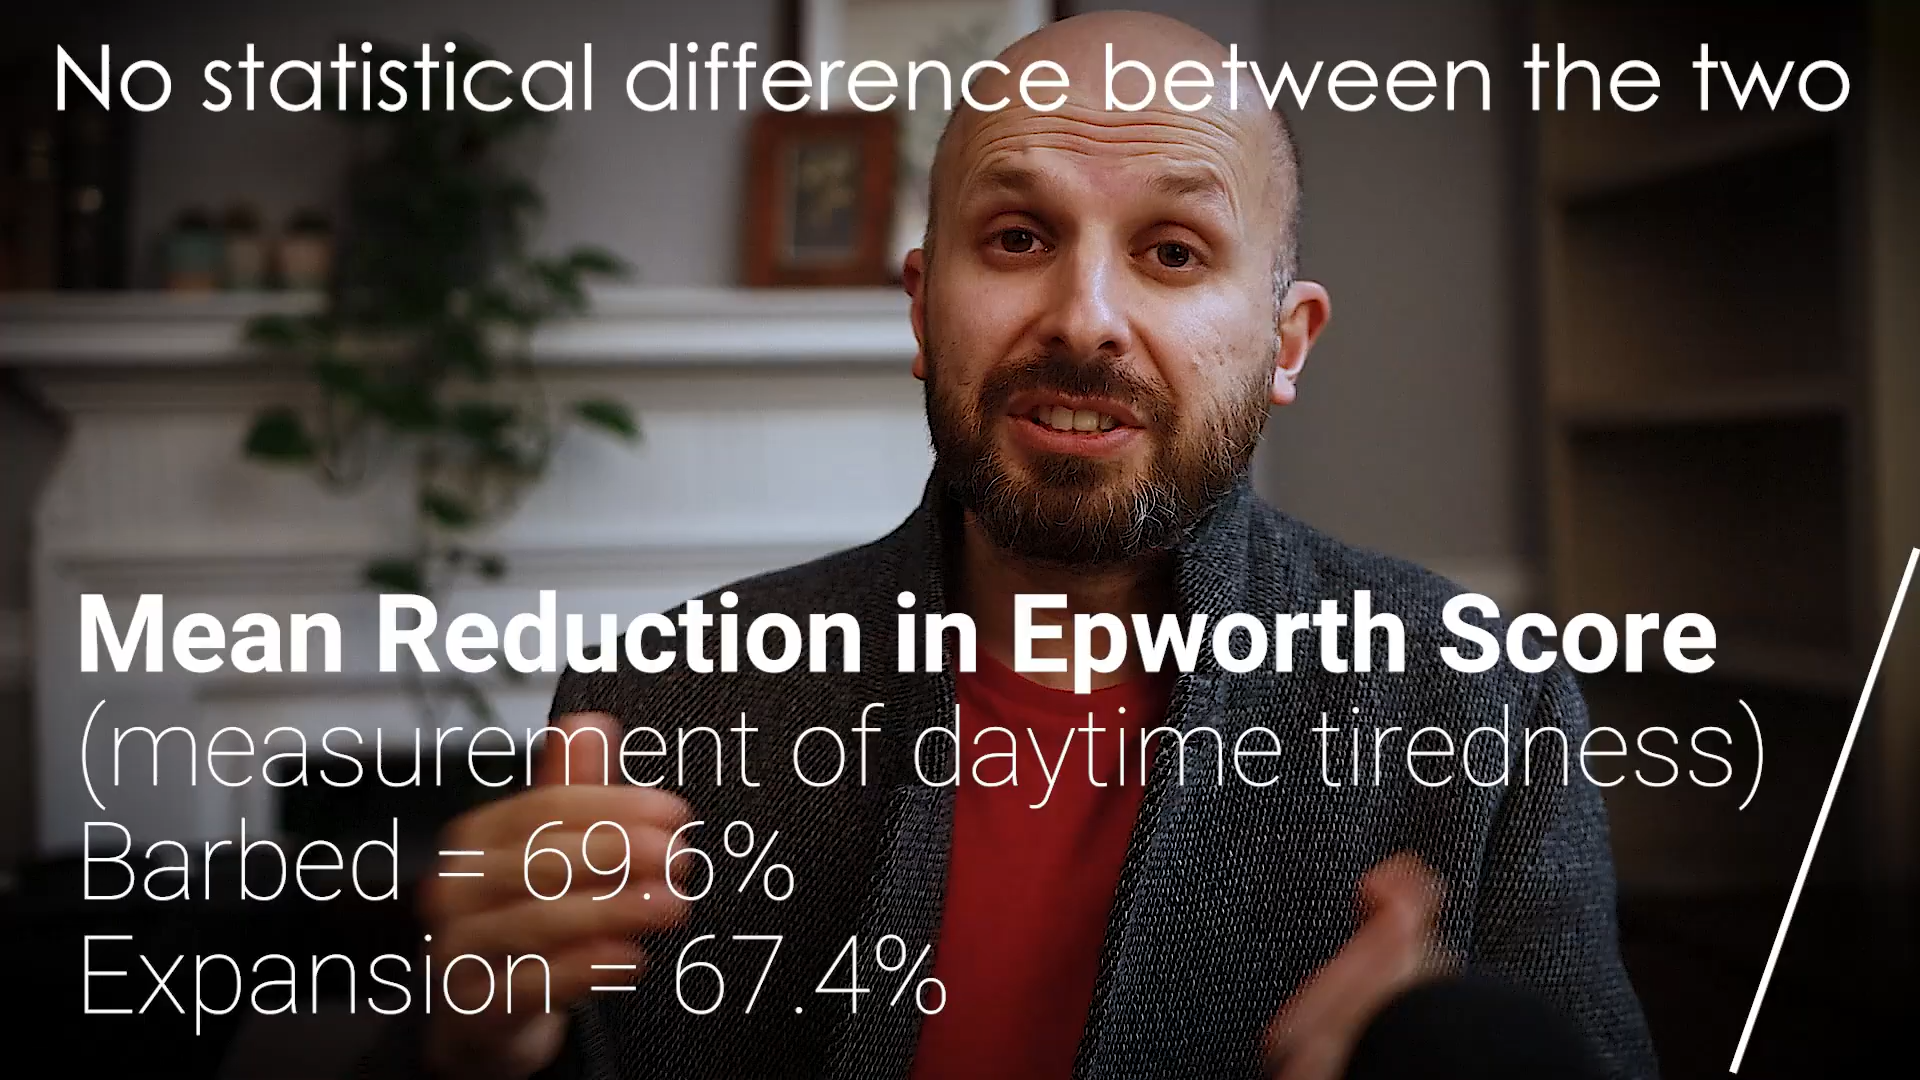 No statistical difference between the two
Mean Reduction in Epworth Score
(measurement of daytime tiredness)
Barbed = 69.6%
Expansion = 67.4%